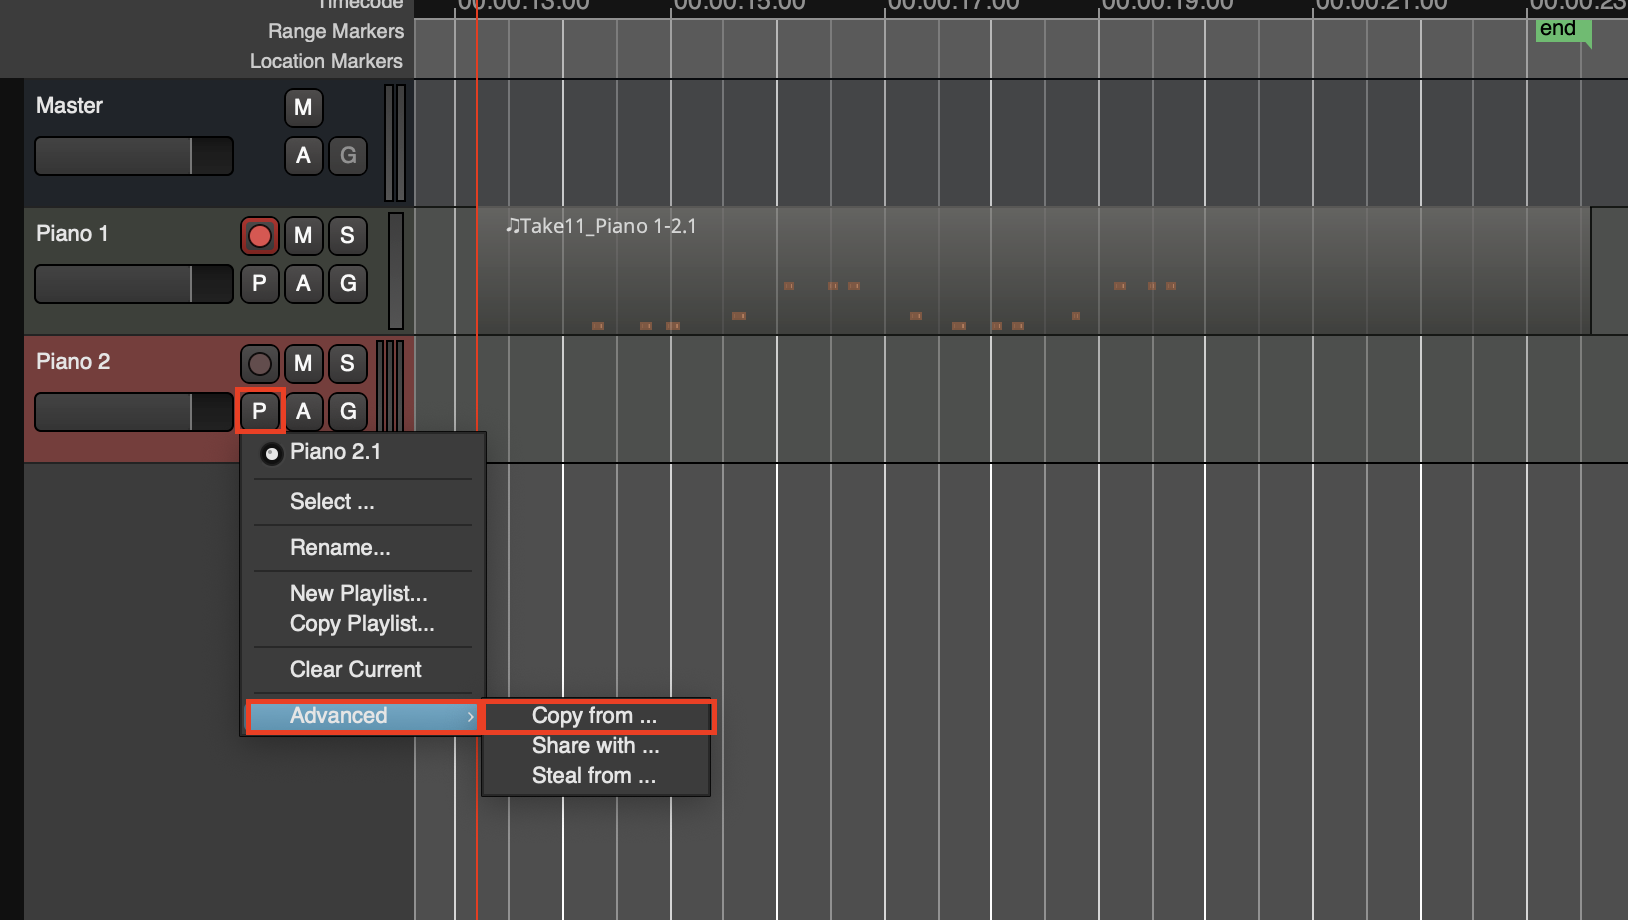 Timecode 00:00:13:00 00:00:15:00 00:00:17:00 00:00:19:00 00:00:21:00 00:00:23
Range Markers end
Location Markers
Master M
A G
♫Take11_Piano 1-2.1
Piano 1 M S
P A G
Piano 2 M S
P A G
Piano 2.1
Select ...
Rename...
New Playlist...
Copy Playlist...
Clear Current
Advanced ›
Copy from ...
Share with ...
Steal from ...